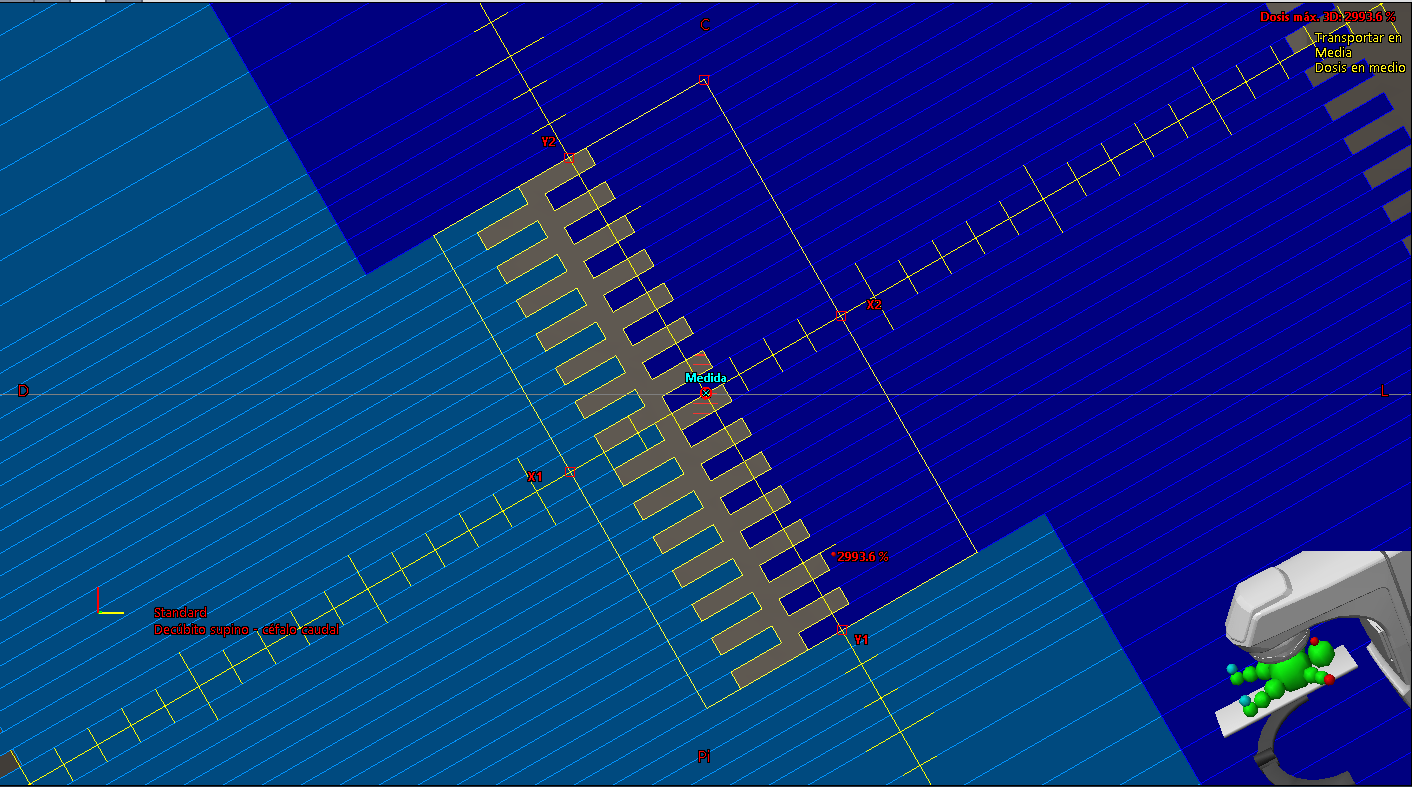 C
Dosis máx. 3D: 2993.6 %
Transportar en
Media
Dosis en medio
Y2
X2
Medida
D
L
X1
2993.6 %
Standard
Decúbito supino - céfalo caudal
Y1
Pi